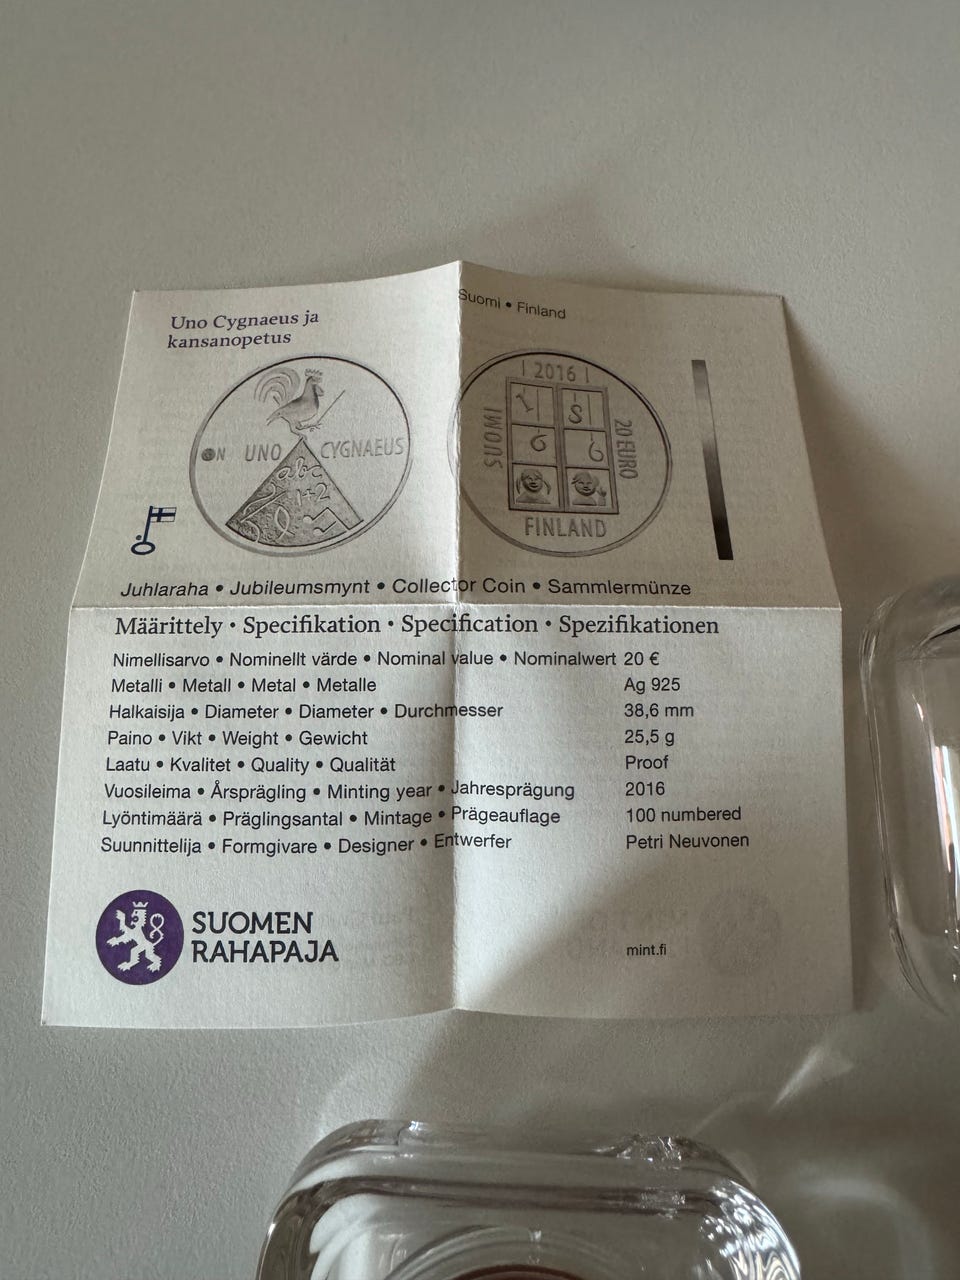 Uno Cygnaeus ja
kansanopetus
Suomi • Finland
N UNO CYGNAEUS
abc
1+2
2016
SUOMI
20 EURO
1 8
6 6
FINLAND
Juhlaraha • Jubileumsmynt • Collector Coin • Sammlermünze
Määrittely · Specifikation · Specification · Spezifikationen
Nimellisarvo • Nominellt värde • Nominal value • Nominalwert 20 €
Metalli • Metall • Metal • Metalle Ag 925
Halkaisija • Diameter • Diameter • Durchmesser 38,6 mm
Paino • Vikt • Weight • Gewicht 25,5 g
Laatu • Kvalitet • Quality • Qualität Proof
Vuosileima • Årsprägling • Minting year • Jahresprägung 2016
Lyöntimäärä • Präglingsantal • Mintage • Prägeauflage 100 numbered
Suunnittelija • Formgivare • Designer • Entwerfer Petri Neuvonen
SUOMEN
RAHAPAJA
mint.fi